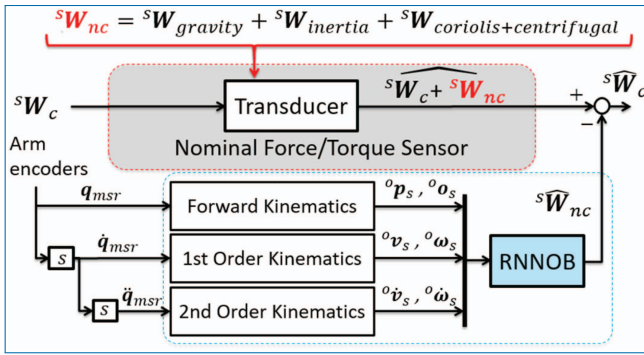 ˢW_nc = ˢW_gravity + ˢW_inertia + ˢW_coriolis+centrifugal
ˢW_c
Transducer
ˢW_c + ˢW_nc
+
ˢŴ_c
−
Nominal Force/Torque Sensor
Arm
encoders
q_msr
Forward Kinematics
ᵒp_s , ᵒo_s
ˢŴ_nc
s
q̇_msr
1st Order Kinematics
ᵒv_s , ᵒω_s
RNNOB
s
q̈_msr
2nd Order Kinematics
ᵒv̇_s , ᵒω̇_s